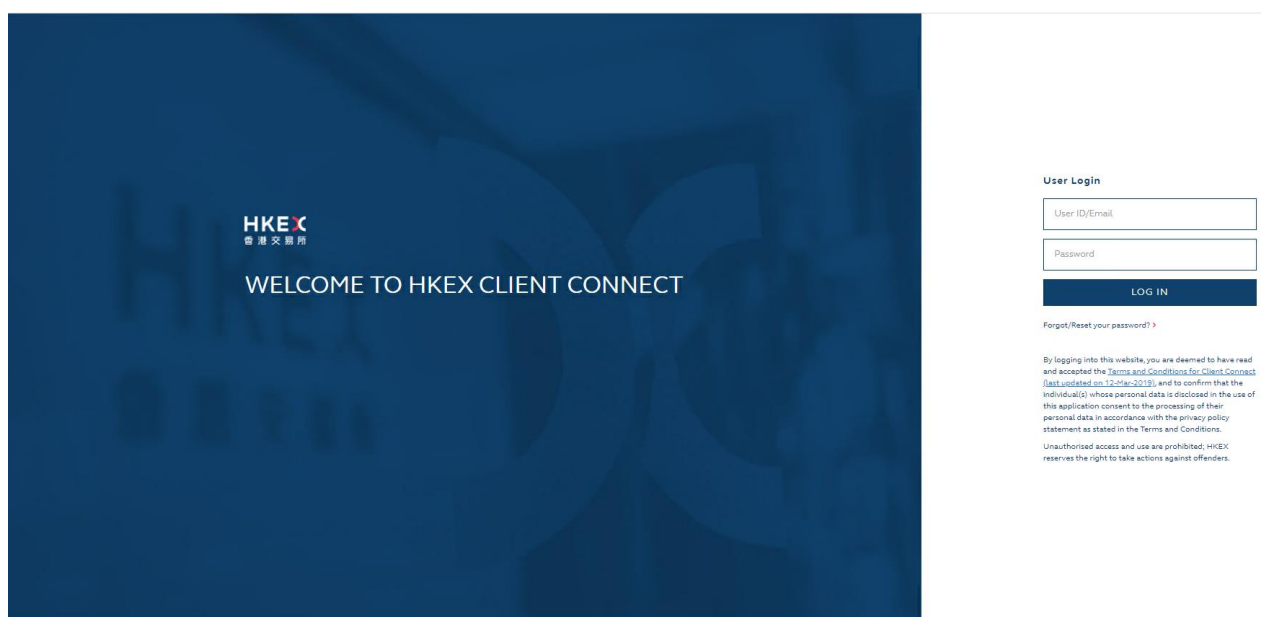 HKEX
香港交易所
WELCOME TO HKEX CLIENT CONNECT
User Login
User ID/Email
Password
LOG IN
Forgot/Reset your password? >
By logging into this website, you are deemed to have read
and accepted the Terms and Conditions for Client Connect
(last updated on 12-Mar-2019), and to confirm that the
individual(s) whose personal data is disclosed in the use of
this application consent to the processing of their
personal data in accordance with the privacy policy
statement as stated in the Terms and Conditions.
Unauthorised access and use are prohibited; HKEX
reserves the right to take actions against offenders.